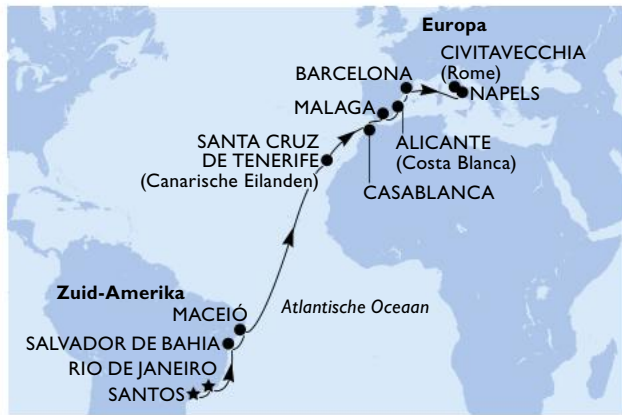 Europa
CIVITAVECCHIA
(Rome)
BARCELONA
NAPELS
MALAGA
SANTA CRUZ
DE TENERIFE
(Canarische Eilanden)
ALICANTE
(Costa Blanca)
CASABLANCA
Zuid-Amerika
MACEIÓ
Atlantische Oceaan
SALVADOR DE BAHIA
RIO DE JANEIRO
SANTOS